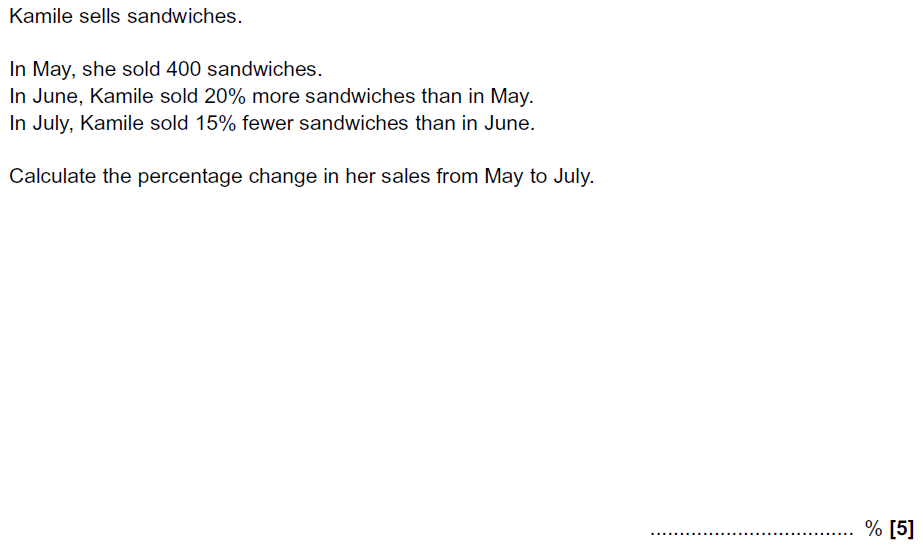 Kamile sells sandwiches.
In May, she sold 400 sandwiches.
In June, Kamile sold 20% more sandwiches than in May.
In July, Kamile sold 15% fewer sandwiches than in June.
Calculate the percentage change in her sales from May to July.
................................... % [5]